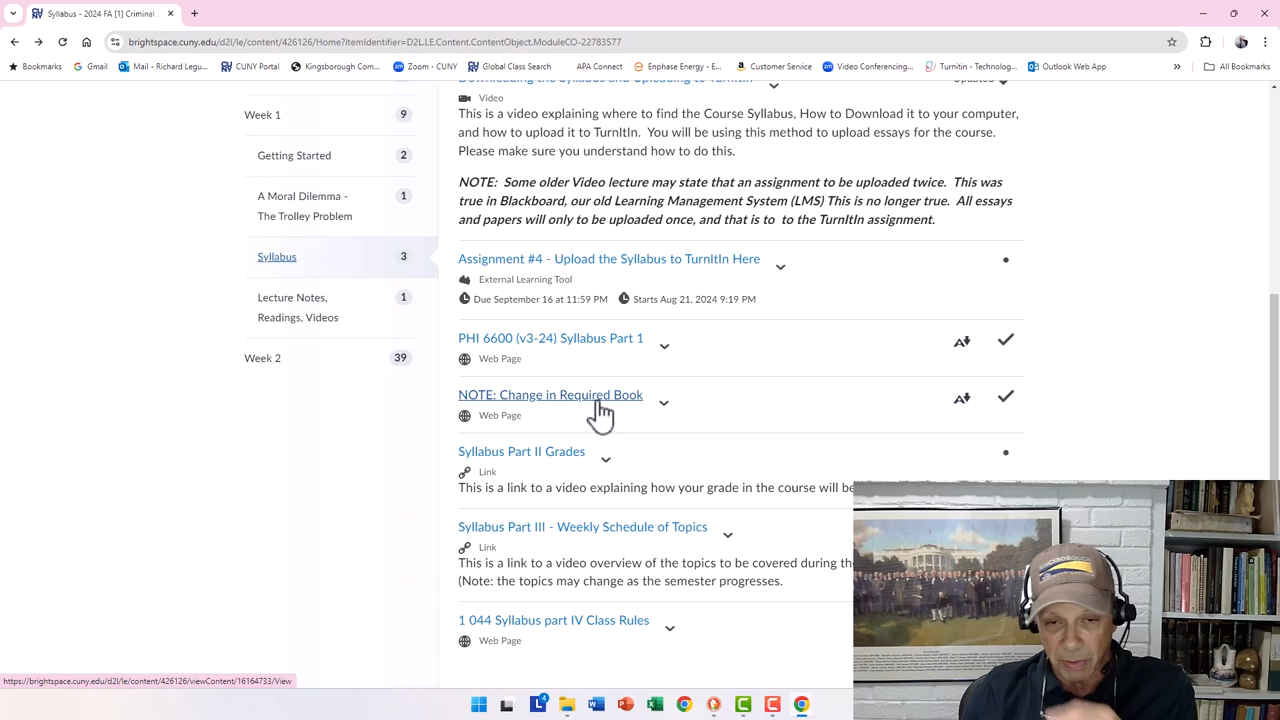 Syllabus - 2024 FA [1] Criminal
brightspace.cuny.edu/d2l/le/content/426126/Home?itemIdentifier=D2L.LE.Content.ContentObject.ModuleCO-22783577
Bookmarks
Gmail
Mail - Richard Legu...
CUNY Portal
Kingsborough Com...
Zoom - CUNY
Global Class Search
APA Connect
Enphase Energy - E...
Customer Service
Video Conferencing...
Turnitin - Technolog...
Outlook Web App
»
All Bookmarks
Downloading the Syllabus and Uploading to TurnItIn
Updated
Video
This is a video explaining where to find the Course Syllabus, How to Download it to your computer,
and how to upload it to TurnItIn. You will be using this method to upload essays for the course.
Please make sure you understand how to do this.
NOTE: Some older Video lecture may state that an assignment to be uploaded twice. This was
true in Blackboard, our old Learning Management System (LMS) This is no longer true. All essays
and papers will only to be uploaded once, and that is to to the TurnItIn assignment.
Week 1
9
Getting Started
2
A Moral Dilemma -
The Trolley Problem
1
Syllabus
3
Lecture Notes,
Readings, Videos
1
Week 2
39
Assignment #4 - Upload the Syllabus to TurnItIn Here
External Learning Tool
Due September 16 at 11:59 PM
Starts Aug 21, 2024 9:19 PM
PHI 6600 (v3-24) Syllabus Part 1
Web Page
NOTE: Change in Required Book
Web Page
Syllabus Part II Grades
Link
This is a link to a video explaining how your grade in the course will be
Syllabus Part III - Weekly Schedule of Topics
Link
This is a link to a video overview of the topics to be covered during the
(Note: the topics may change as the semester progresses.
1 044 Syllabus part IV Class Rules
Web Page